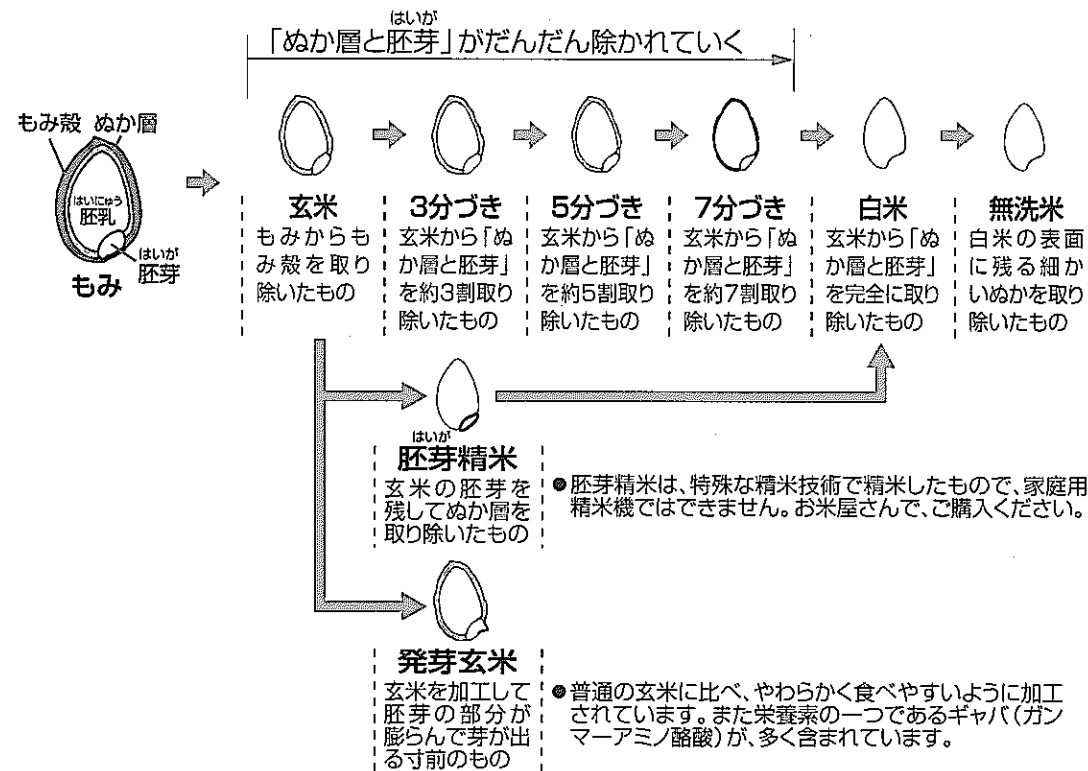 はいが
「ぬか層と胚芽」がだんだん除かれていく
もみ殻 ぬか層
はいにゅう
胚乳
はいが
胚芽
もみ
玄米
もみからも
み殻を取り
除いたもの
3分づき
玄米から「ぬ
か層と胚芽」
を約3割取り
除いたもの
5分づき
玄米から「ぬ
か層と胚芽」
を約5割取り
除いたもの
7分づき
玄米から「ぬ
か層と胚芽」
を約7割取り
除いたもの
白米
玄米から「ぬ
か層と胚芽」
を完全に取り
除いたもの
無洗米
白米の表面
に残る細か
いぬかを取り
除いたもの
はいが
胚芽精米
玄米の胚芽を
残してぬか層を
取り除いたもの
●胚芽精米は、特殊な精米技術で精米したもので、家庭用
精米機ではできません。お米屋さんで、ご購入ください。
発芽玄米
玄米を加工して
胚芽の部分が
膨らんで芽が出
る寸前のもの
●普通の玄米に比べ、やわらかく食べやすいように加工
されています。また栄養素の一つであるギャバ(ガン
マーアミノ酪酸)が、多く含まれています。